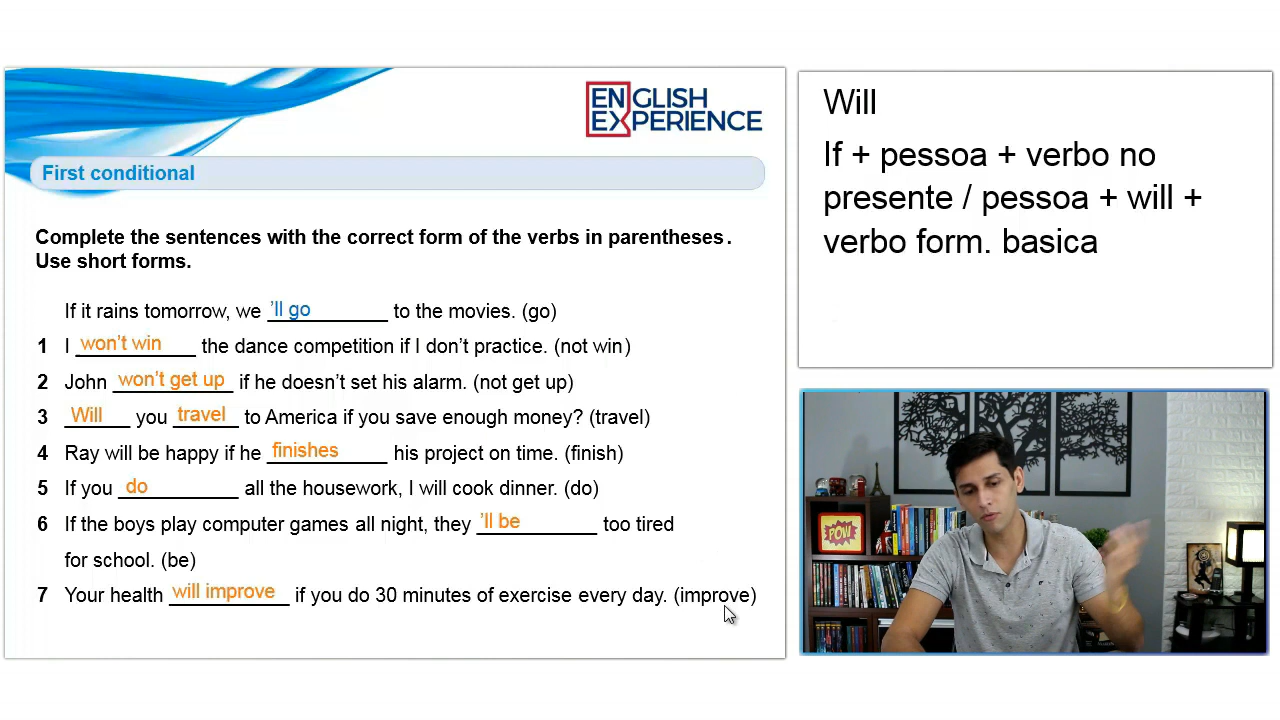 ENGLISH
EXPERIENCE
First conditional
Complete the sentences with the correct form of the verbs in parentheses.
Use short forms.
If it rains tomorrow, we 'll go to the movies. (go)
1 I won't win the dance competition if I don't practice. (not win)
2 John won't get up if he doesn't set his alarm. (not get up)
3 Will you travel to America if you save enough money? (travel)
4 Ray will be happy if he finishes his project on time. (finish)
5 If you do all the housework, I will cook dinner. (do)
6 If the boys play computer games all night, they 'll be too tired
for school. (be)
7 Your health will improve if you do 30 minutes of exercise every day. (improve)
Will
If + pessoa + verbo no
presente / pessoa + will +
verbo form. basica
POW